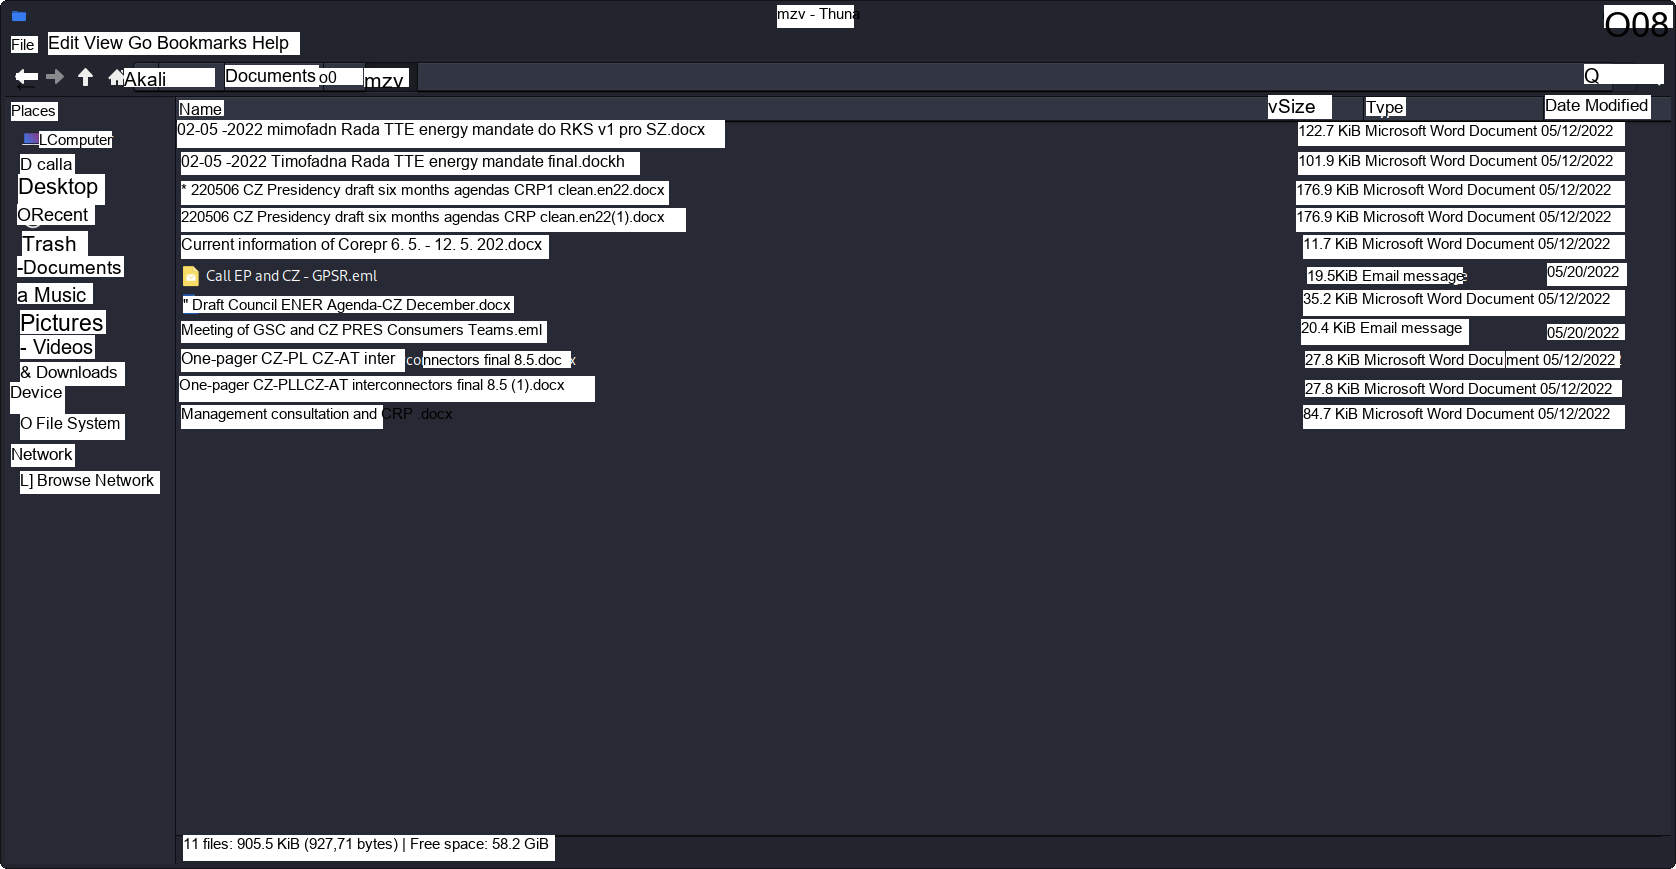 mzv - Thuna
O08
File Edit View Go Bookmarks Help
Akali Documents o0 mzv Q
Places
LComputer
D calla
Desktop
ORecent
Trash
-Documents
a Music
Pictures
- Videos
& Downloads
Device
O File System
Network
L] Browse Network
Name vSize Type Date Modified
02-05 -2022 mimofadn Rada TTE energy mandate do RKS v1 pro SZ.docx 122.7 KiB Microsoft Word Document 05/12/2022
02-05 -2022 Timofadna Rada TTE energy mandate final.dockh 101.9 KiB Microsoft Word Document 05/12/2022
* 220506 CZ Presidency draft six months agendas CRP1 clean.en22.docx 176.9 KiB Microsoft Word Document 05/12/2022
220506 CZ Presidency draft six months agendas CRP clean.en22(1).docx 176.9 KiB Microsoft Word Document 05/12/2022
Current information of Corepr 6. 5. - 12. 5. 202.docx 11.7 KiB Microsoft Word Document 05/12/2022
Call EP and CZ - GPSR.eml 19.5KiB Email message 05/20/2022
" Draft Council ENER Agenda-CZ December.docx 35.2 KiB Microsoft Word Document 05/12/2022
Meeting of GSC and CZ PRES Consumers Teams.eml 20.4 KiB Email message 05/20/2022
One-pager CZ-PL CZ-AT inter connectors final 8.5.doc x 27.8 KiB Microsoft Word Document 05/12/2022
One-pager CZ-PLLCZ-AT interconnectors final 8.5 (1).docx 27.8 KiB Microsoft Word Document 05/12/2022
Management consultation and CRP .docx 84.7 KiB Microsoft Word Document 05/12/2022
11 files: 905.5 KiB (927,71 bytes) | Free space: 58.2 GiB